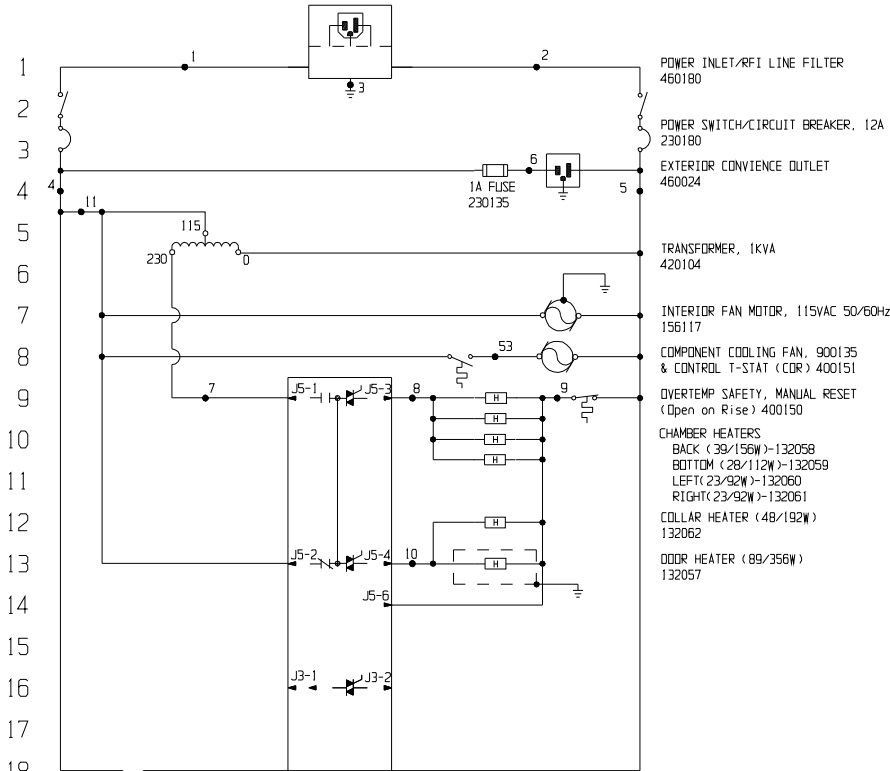 1
1
2
POWER INLET/RFI LINE FILTER
460180
3
2
POWER SWITCH/CIRCUIT BREAKER, 12A
230180
3
6
EXTERIOR CONVIENCE OUTLET
460024
4
4
1A FUSE
230135
5
11
5
115
TRANSFORMER, 1KVA
420104
230
0
6
7
INTERIOR FAN MOTOR, 115VAC 50/60Hz
156117
8
53
COMPONENT COOLING FAN, 900135
& CONTROL T-STAT (COR) 400151
9
7
J5-1
J5-3
8
9
OVERTEMP SAFETY, MANUAL RESET
(Open on Rise) 400150
H
H
10
H
CHAMBER HEATERS
BACK (39/156W)-132058
H
BOTTOM (28/112W)-132059
11
LEFT(23/92W)-132060
RIGHT(23/92W)-132061
12
H
COLLAR HEATER (48/192W)
132062
13
J5-2
J5-4
10
H
DOOR HEATER (89/356W)
132057
14
J5-6
15
16
J3-1
J3-2
17
18